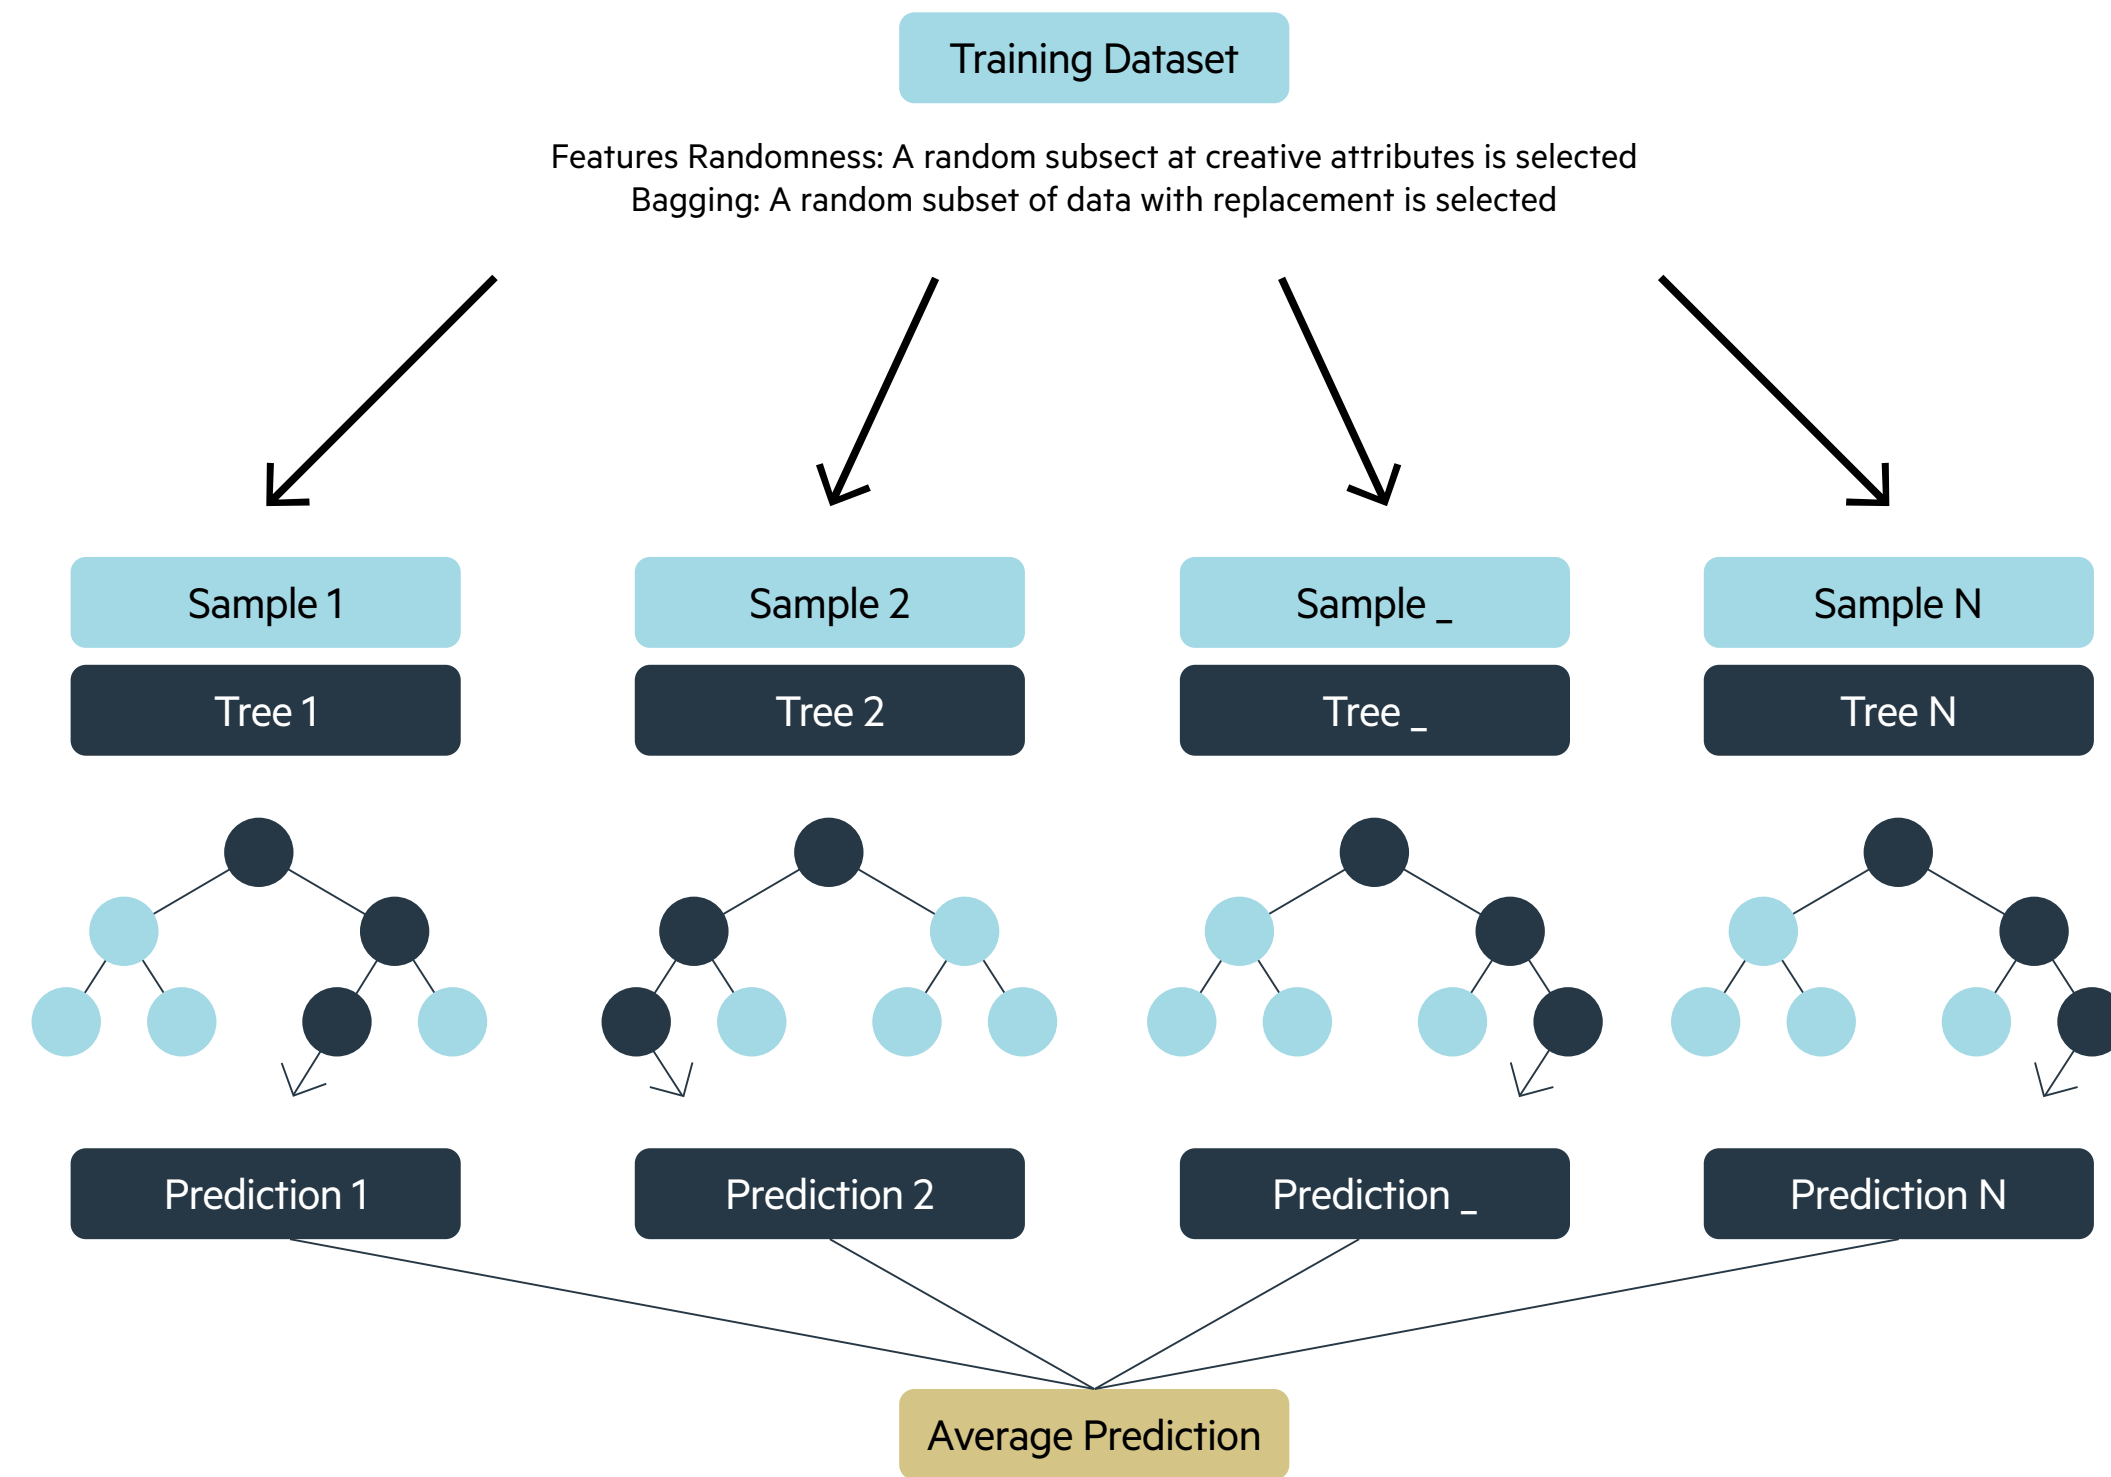 Training Dataset
Features Randomness: A random subsect at creative attributes is selected
Bagging: A random subset of data with replacement is selected
Sample 1
Sample 2
Sample _
Sample N
Tree 1
Tree 2
Tree _
Tree N
Prediction 1
Prediction 2
Prediction _
Prediction N
Average Prediction